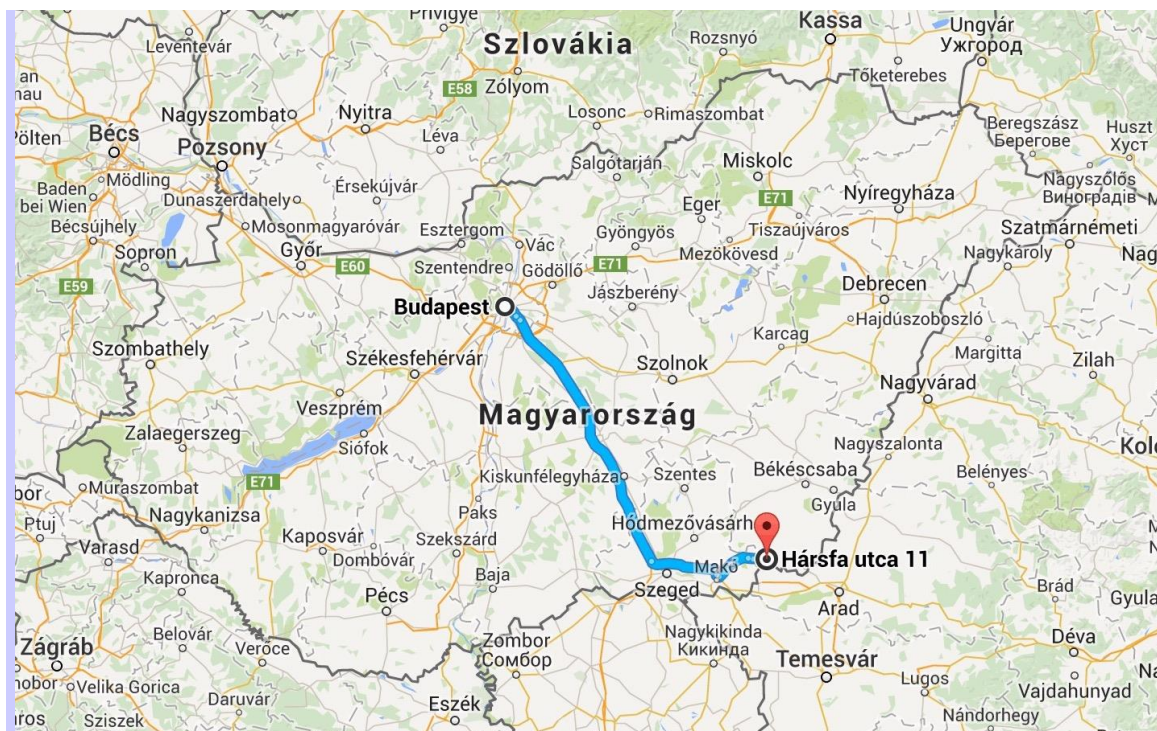 Privigye
Kassa
Ungvár
Ужгород
Leventevár
Szlovákia
Rozsnyó
an
nau
E58
Zólyom
Tőketerebes
Nagyszombat
Nyitra
Losonc
Rimaszombat
Beregszász
Берегове
Huszt
Хуст
Pölten
Bécs
Pozsony
Léva
Salgótarján
Miskolc
Mödling
Baden
bei Wien
Dunaszerdahely
Érsekújvár
Eger
E71
Nyíregyháza
Nagyszőlős
Виноградів
M
Bécsújhely
Mosonmagyaróvár
Esztergom
Vác
Gyöngyös
Tiszaújváros
Szatmárnémeti
Sopron
Győr
Szentendre
Gödöllő
E71
Mezőkövesd
Nagykároly
Nag
E59
E60
Jászberény
Debrecen
Budapest
Hajdúszoboszló
Szombathely
Székesfehérvár
Szolnok
Karcag
Margitta
Zilah
Veszprém
Nagyvárad
Zalaegerszeg
Siófok
Magyarország
Nagyszalonta
Kolo
bor
Muraszombat
E71
Kiskunfélegyháza
Szentes
Békéscsaba
Belényes
Ptuj
Nagykanizsa
Paks
Gyula
Varasd
Kaposvár
Dombóvár
Szekszárd
Hódmezővásárh
Kapronca
Baja
Makó
Hársfa utca 11
Pécs
Szeged
Arad
Brád
Gyula
Zágráb
Belovár
Verőce
Zombor
Сомбор
Nagykikinda
Кикинда
Temesvár
Déva
nobor
Velika Gorica
Daruvár
Eszék
Lugos
Vajdahunyad
Na
ros
Sziszek
Nándorhegy